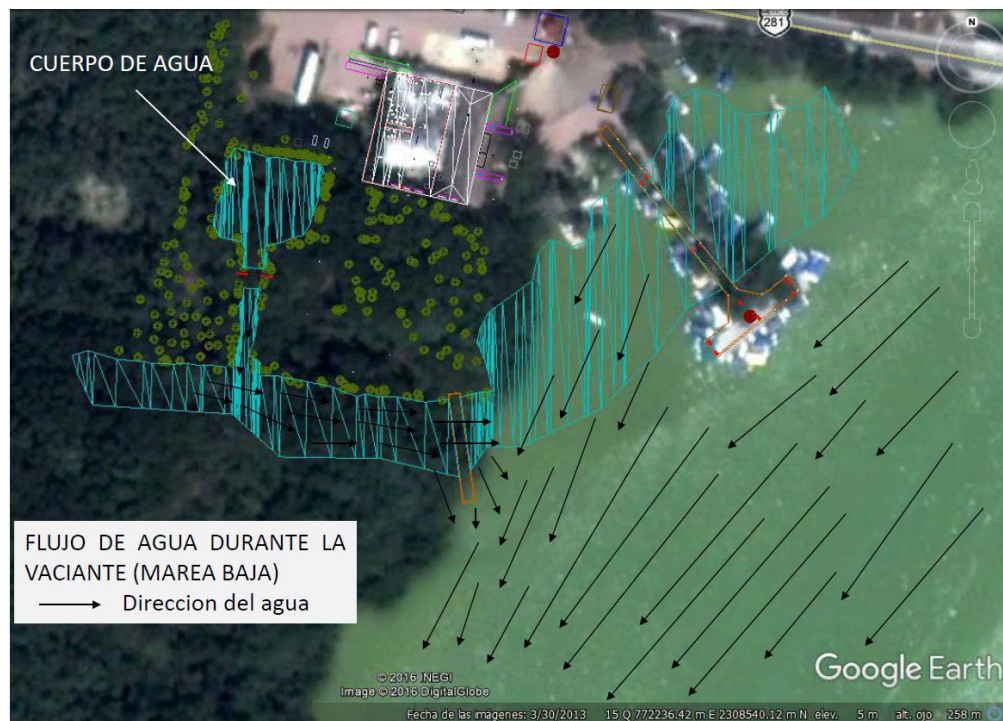 281
N
CUERPO DE AGUA
FLUJO DE AGUA DURANTE LA
VACIANTE (MAREA BAJA)
Direccion del agua
© 2016 INEGI
Image © 2016 DigitalGlobe
Google Earth
Fecha de las imágenes: 3/30/2013 15 Q 772236.42 m E 2308540.12 m N elev. 5 m alt. ojo 258 m